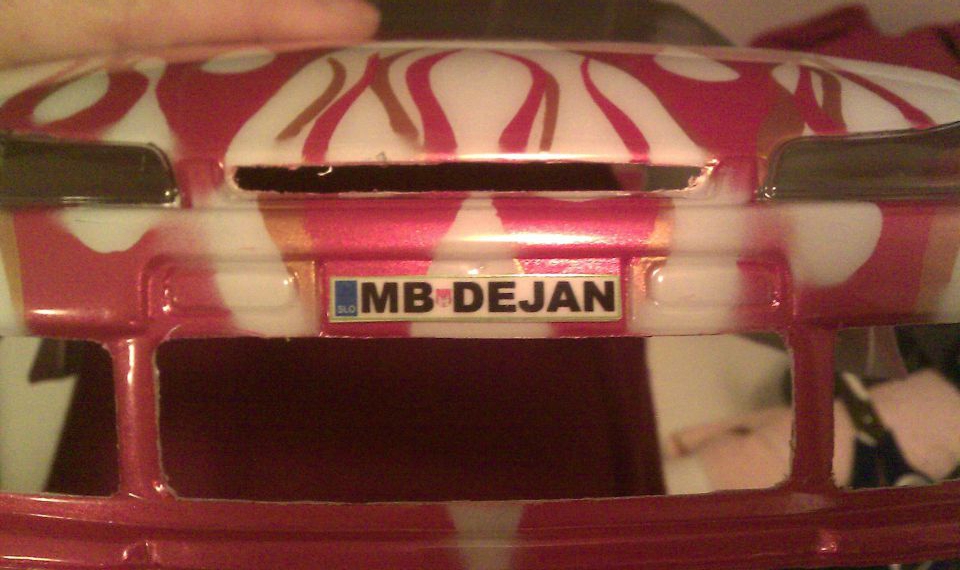 SLO MB DEJAN